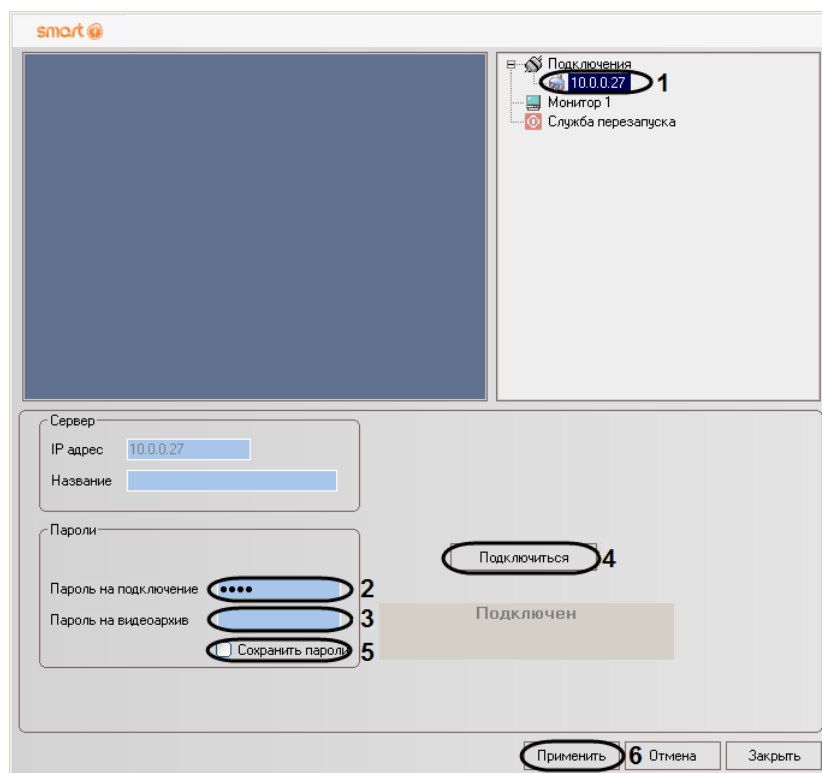 smart
Подключения
10.0.0.27 1
Монитор 1
Служба перезапуска
Сервер
IP адрес 10.0.0.27
Название
Пароли
Подключиться 4
Пароль на подключение •••• 2
Пароль на видеоархив 3
Подключен
Сохранить пароли 5
Применить 6 Отмена Закрыть